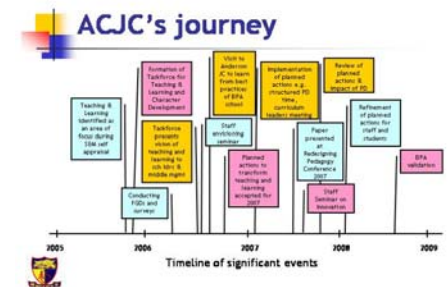 ACJC's journey
Teaching &
Learning
identified as
an area of
focus during
SEM self
appraisal
Formation of
Taskforce for
Teaching &
Learning and
Character
Development
Taskforce
presents
vision of
teaching and
learning to
sch ldrs &
middle mgmt
Conducting
FGDs and
surveys
Visit to
Anderson
JC to learn
from best
practices
of EPA
school
Staff
envisioning
seminar
Planned
actions to
transform
teaching and
learning
accepted for
2007
Implementation
of planned
actions e.g.
structured PD
time,
curriculum
leaders meeting
Paper
presented
at
Redesigning
Pedagogy
Conference
2007
Staff
Seminar on
Innovation
Review of
planned
actions &
impact of PD
Refinement
of planned
actions for
staff and
students
EPA
validation
2005
2006
2007
2008
2009
Timeline of significant events